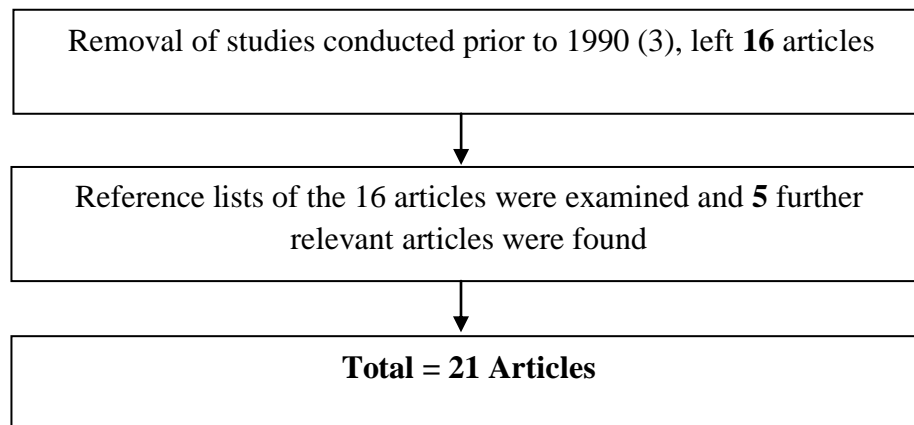 Removal of studies conducted prior to 1990 (3), left 16 articles
Reference lists of the 16 articles were examined and 5 further
relevant articles were found
Total = 21 Articles